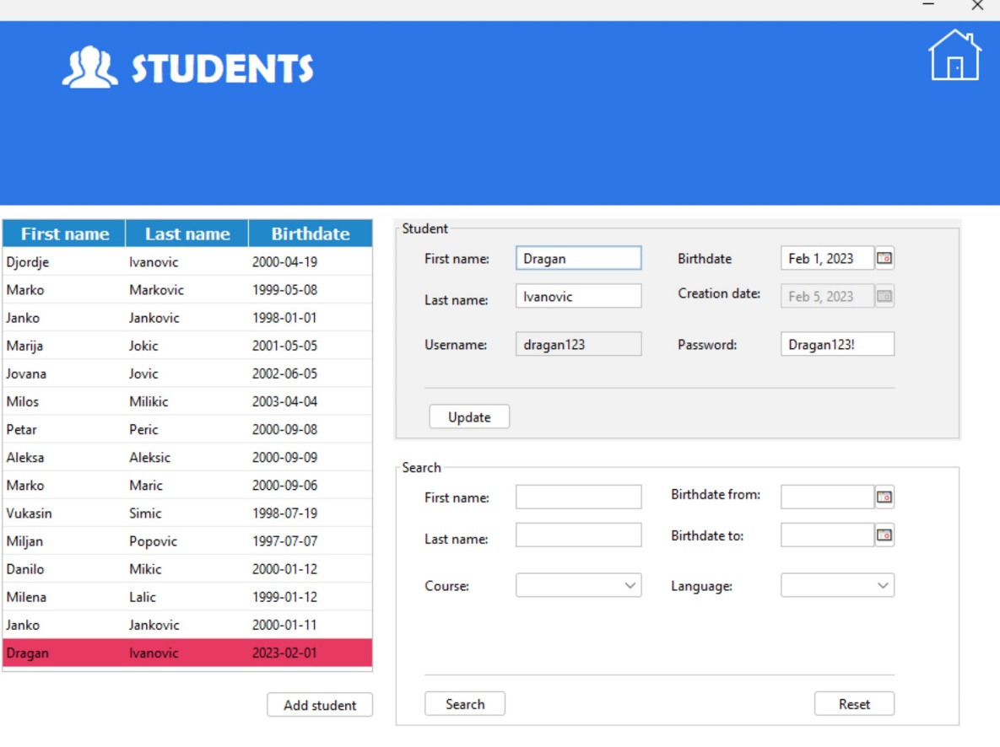 STUDENTS
First name Last name Birthdate
Djordje Ivanovic 2000-04-19
Marko Markovic 1999-05-08
Janko Jankovic 1998-01-01
Marija Jokic 2001-05-05
Jovana Jovic 2002-06-05
Milos Milikic 2003-04-04
Petar Peric 2000-09-08
Aleksa Aleksic 2000-09-09
Marko Maric 2000-09-06
Vukasin Simic 1998-07-19
Miljan Popovic 1997-07-07
Danilo Mikic 2000-01-12
Milena Lalic 1999-01-12
Janko Jankovic 2000-01-11
Dragan Ivanovic 2023-02-01
Add student
Student
First name: Dragan Birthdate Feb 1, 2023
Last name: Ivanovic Creation date: Feb 5, 2023
Username: dragan123 Password: Dragan123!
Update
Search
First name: Birthdate from:
Last name: Birthdate to:
Course: Language:
Search Reset